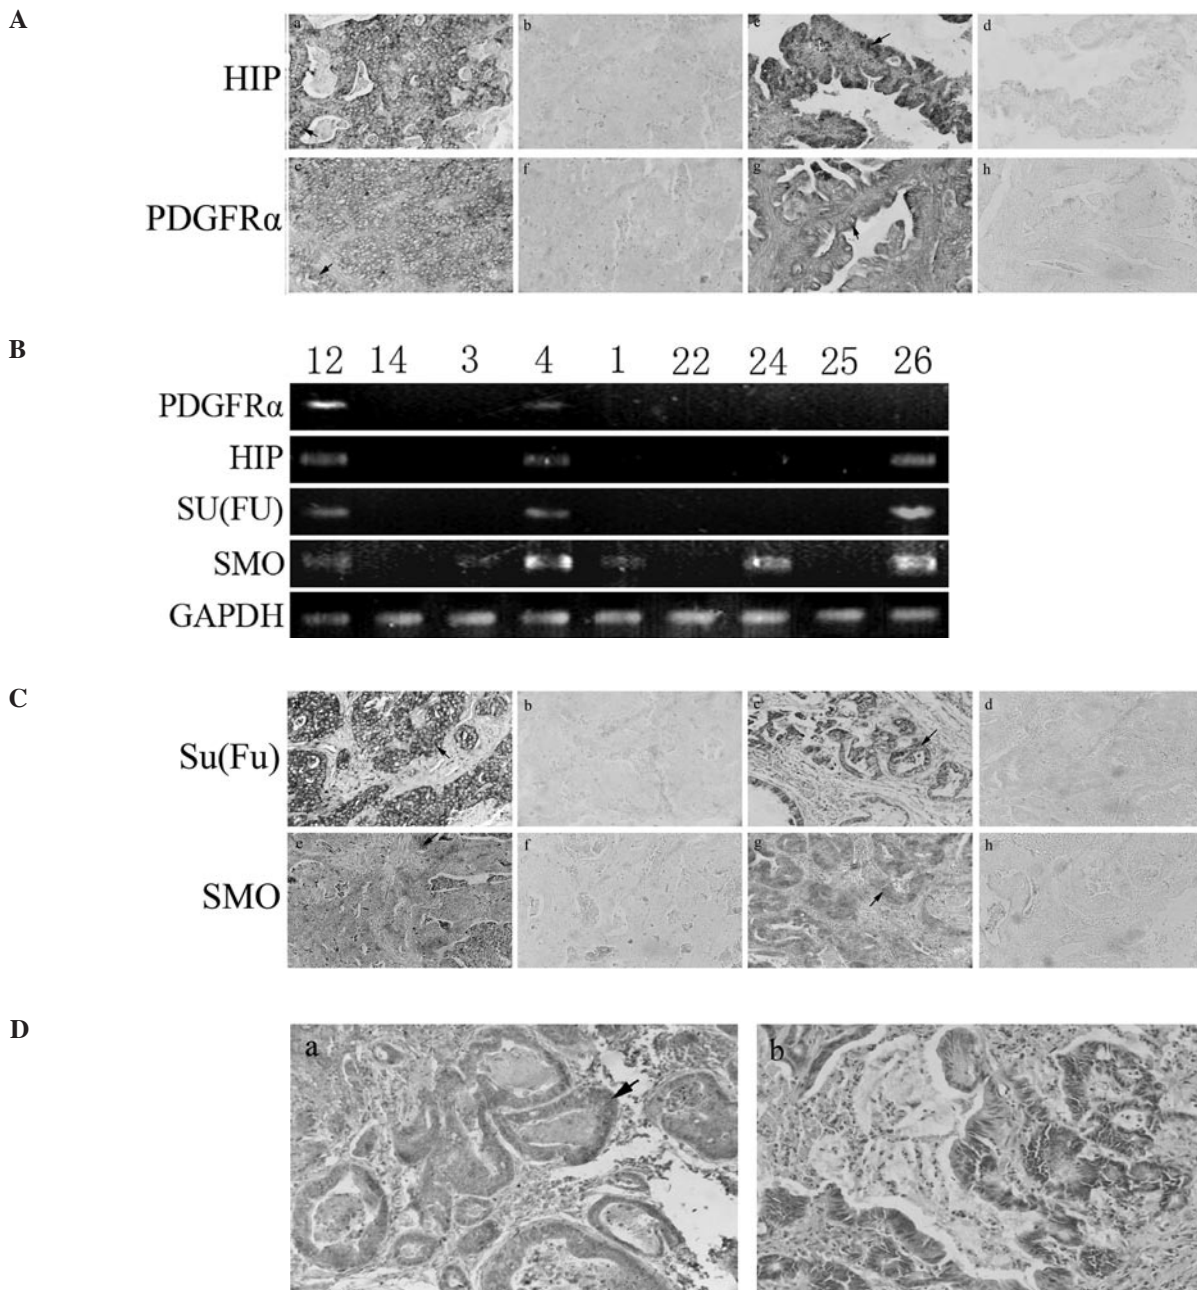 A
a b c d
HIP
e f g h
PDGFRα
B
12 14 3 4 1 22 24 25 26
PDGFRα
HIP
SU(FU)
SMO
GAPDH
C
b c d
Su(Fu)
e f g h
SMO
D
a b